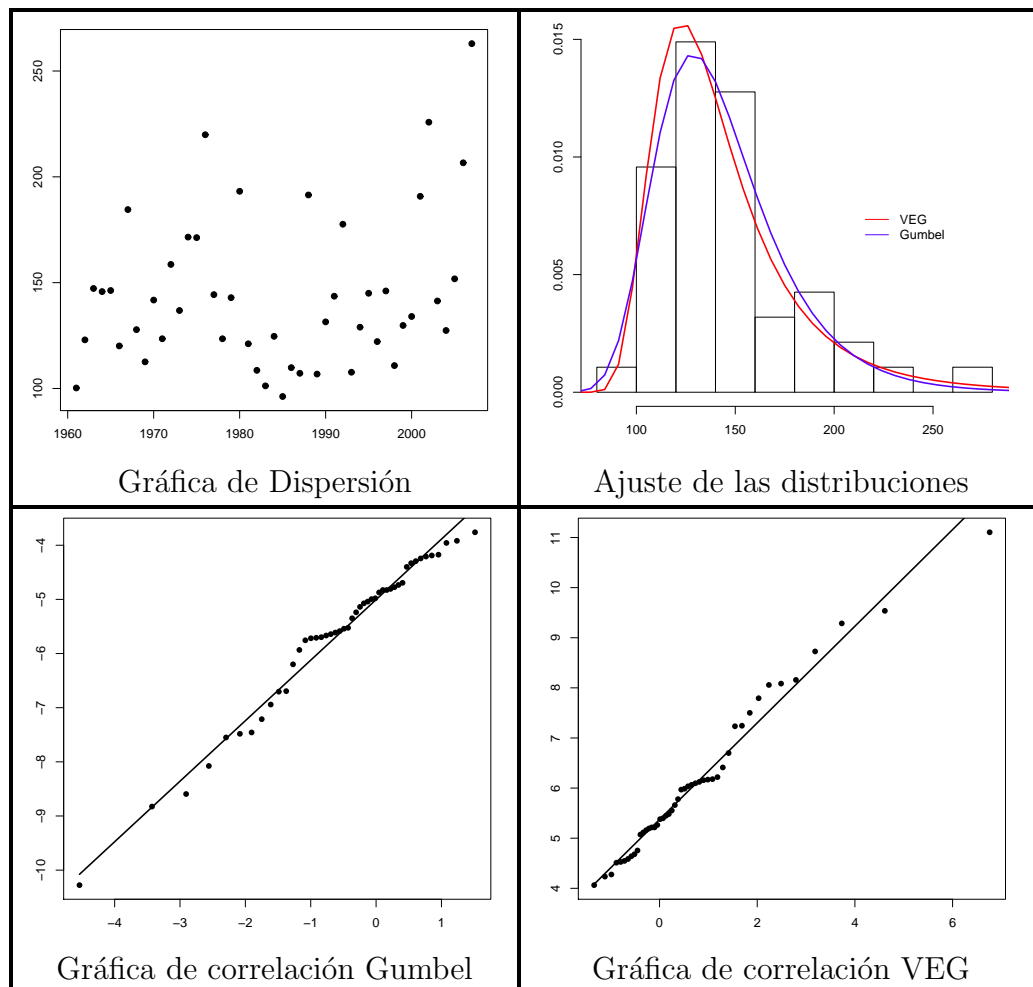 250
200
150
100
1960 1970 1980 1990 2000
Gráfica de Dispersión
0.015
0.010
0.005
0.000
VEG
Gumbel
100 150 200 250
Ajuste de las distribuciones
−4
−5
−6
−7
−8
−9
−10
−4 −3 −2 −1 0 1
Gráfica de correlación Gumbel
11
10
9
8
7
6
5
4
0 2 4 6
Gráfica de correlación VEG